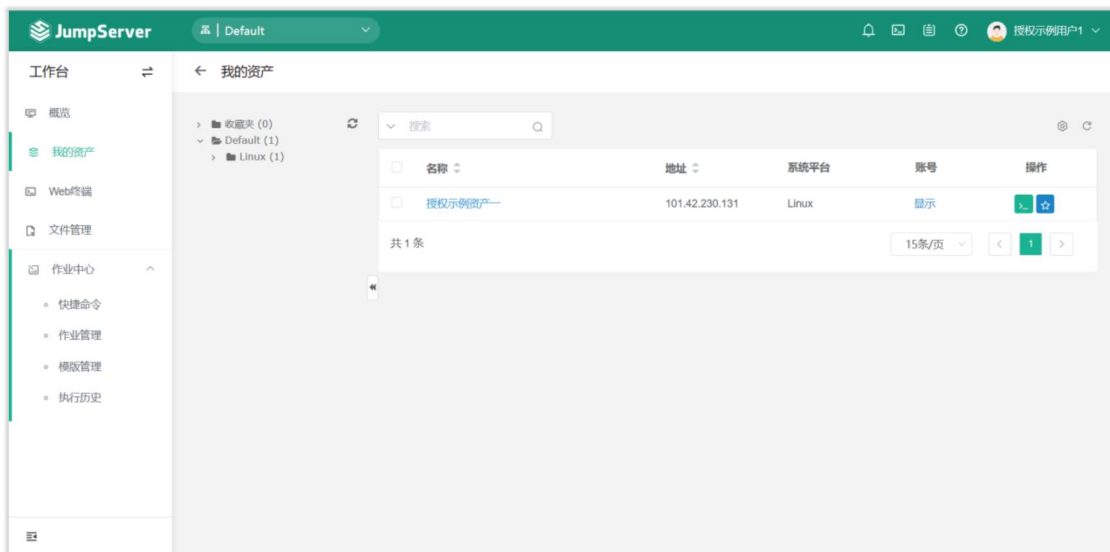 JumpServer
Default
授权示例用户1
工作台
我的资产
概览
我的资产
Web终端
文件管理
作业中心
快捷命令
作业管理
模版管理
执行历史
收藏夹 (0)
Default (1)
Linux (1)
搜索
名称 地址 系统平台 账号 操作
授权示例资产一 101.42.230.131 Linux 显示
共 1 条 15条/页 1